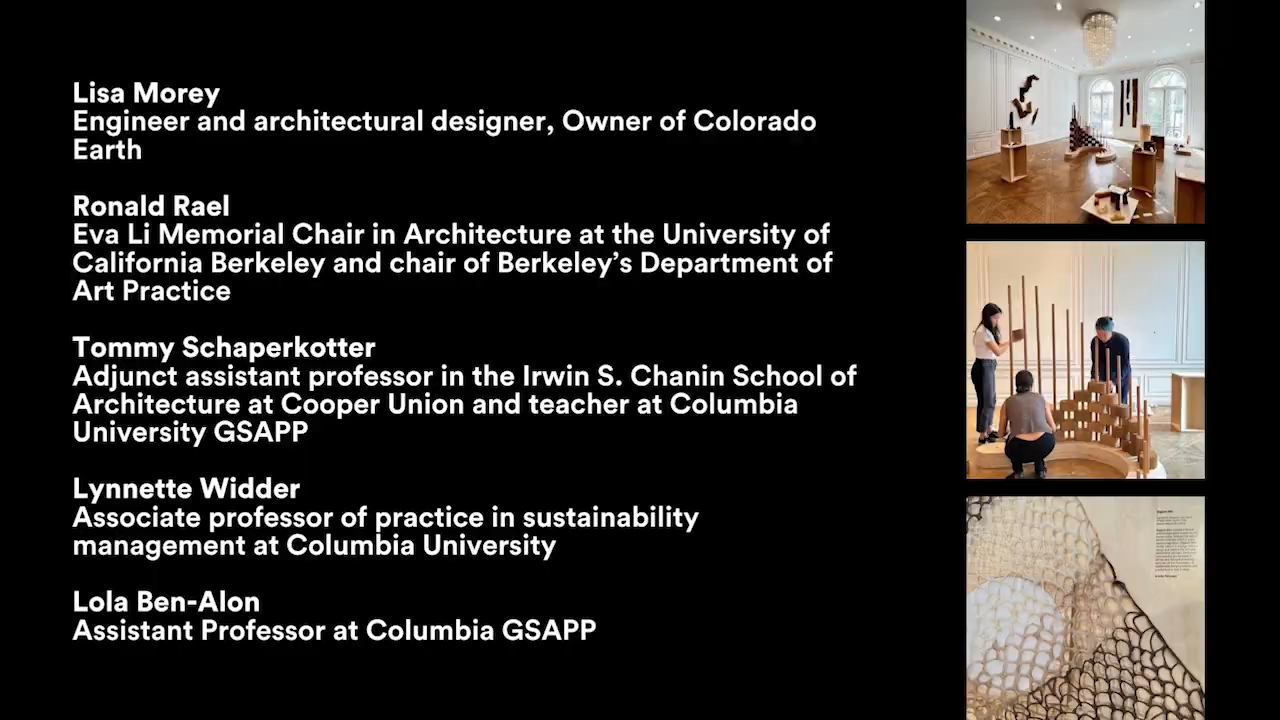 Lisa Morey
Engineer and architectural designer, Owner of Colorado
Earth
Ronald Rael
Eva Li Memorial Chair in Architecture at the University of
California Berkeley and chair of Berkeley’s Department of
Art Practice
Tommy Schaperkotter
Adjunct assistant professor in the Irwin S. Chanin School of
Architecture at Cooper Union and teacher at Columbia
University GSAPP
Lynnette Widder
Associate professor of practice in sustainability
management at Columbia University
Lola Ben-Alon
Assistant Professor at Columbia GSAPP